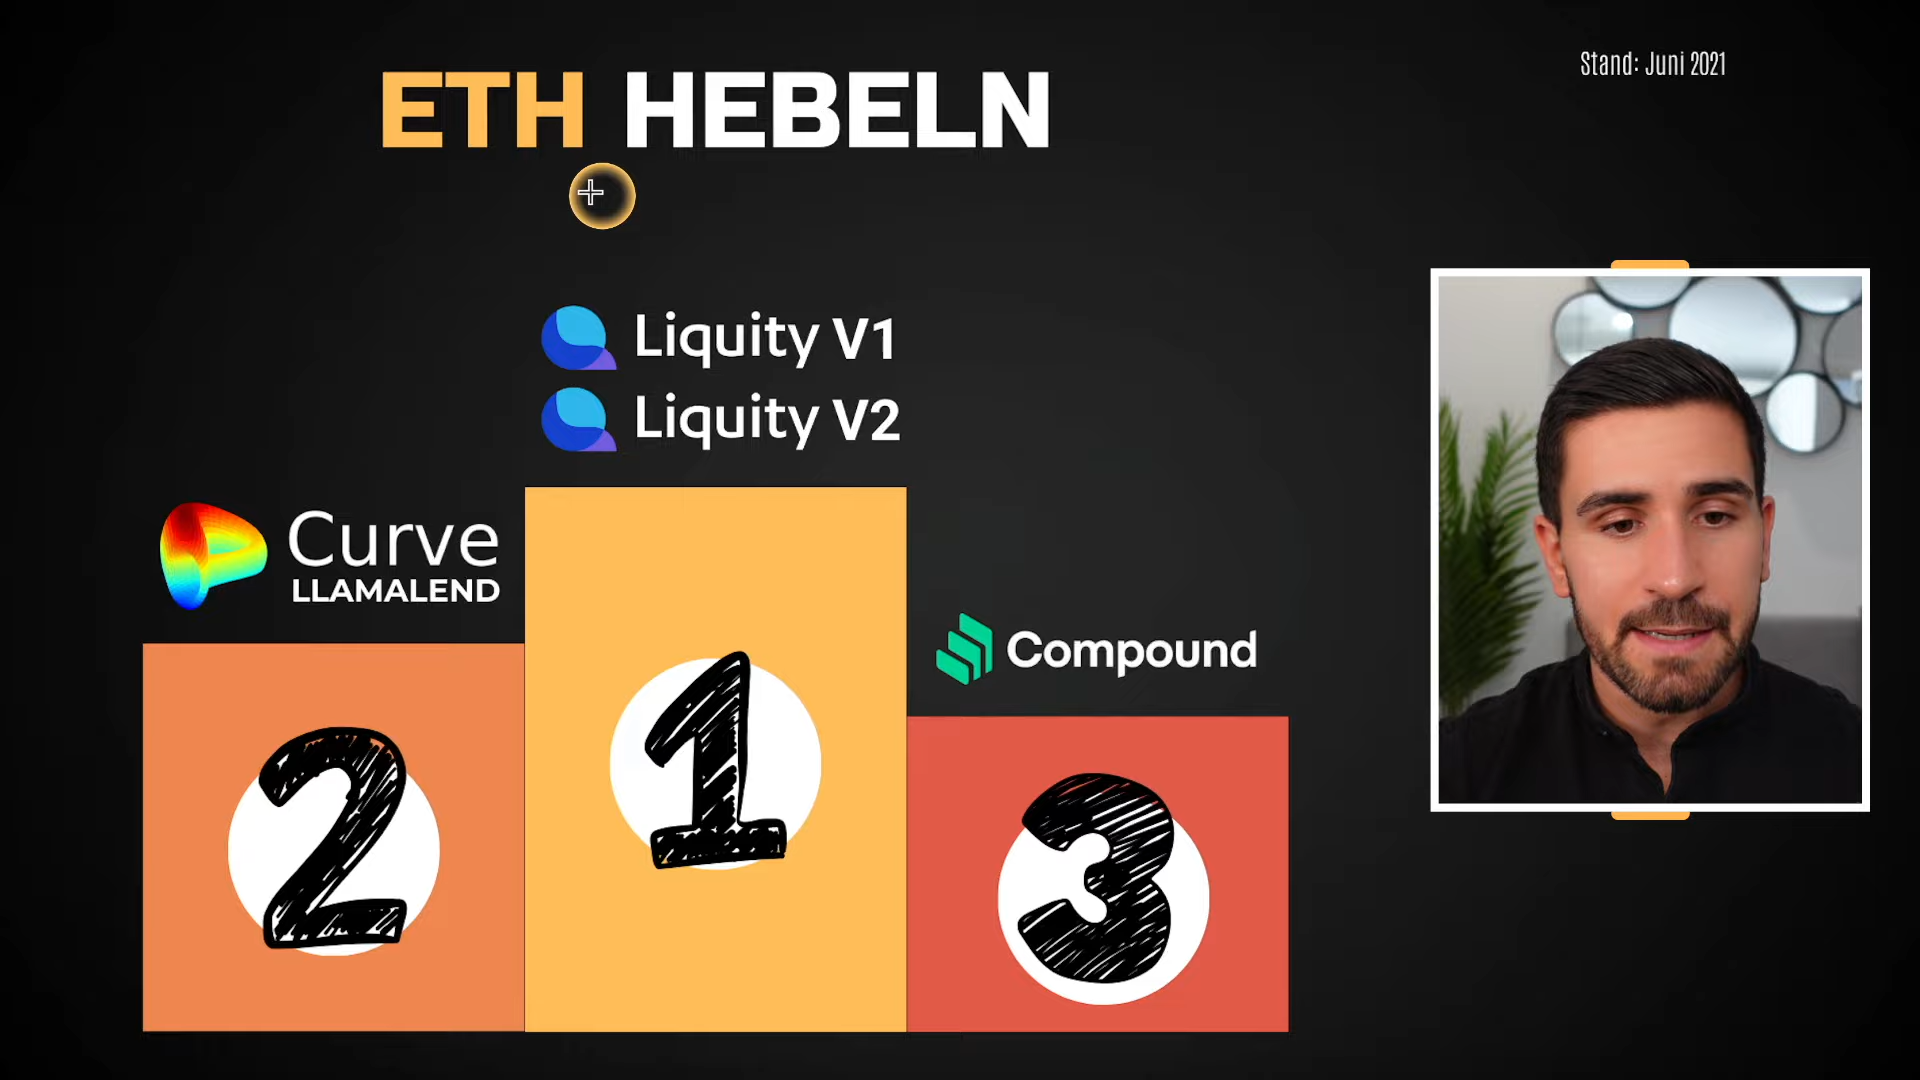 ETH HEBELN
Stand: Juni 2021
Liquity V1
Liquity V2
Curve
LLAMALEND
Compound
2
1
3